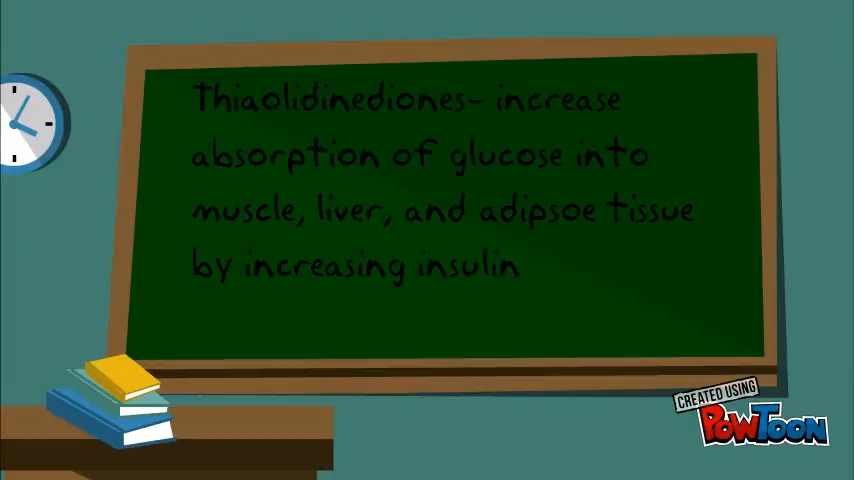 Thiaolidinediones- increase
absorption of glucose into
muscle, liver, and adipsoe tissue
by increasing insulin
CREATED USING
POWTOON